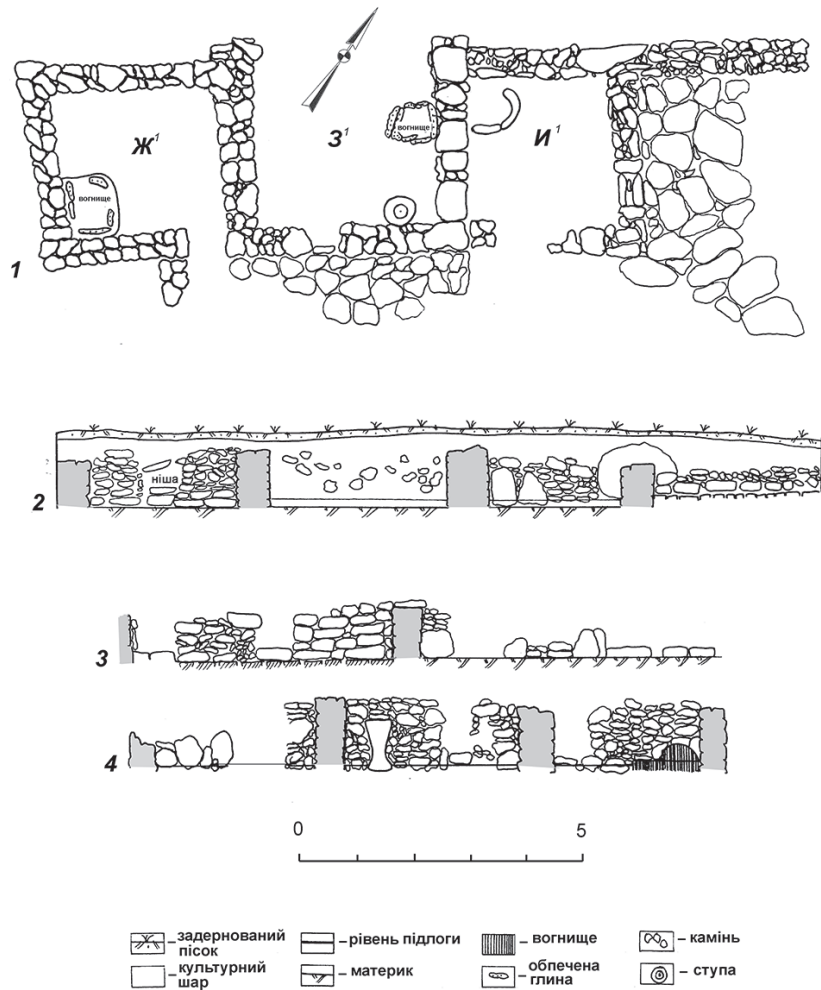 Ж¹
З¹
И¹
вогнище
вогнище
1
ніша
2
3
4
0
5
– задернований
пісок
– культурний
шар
– рівень підлоги
– материк
– вогнище
– обпечена
глина
– камінь
– ступа